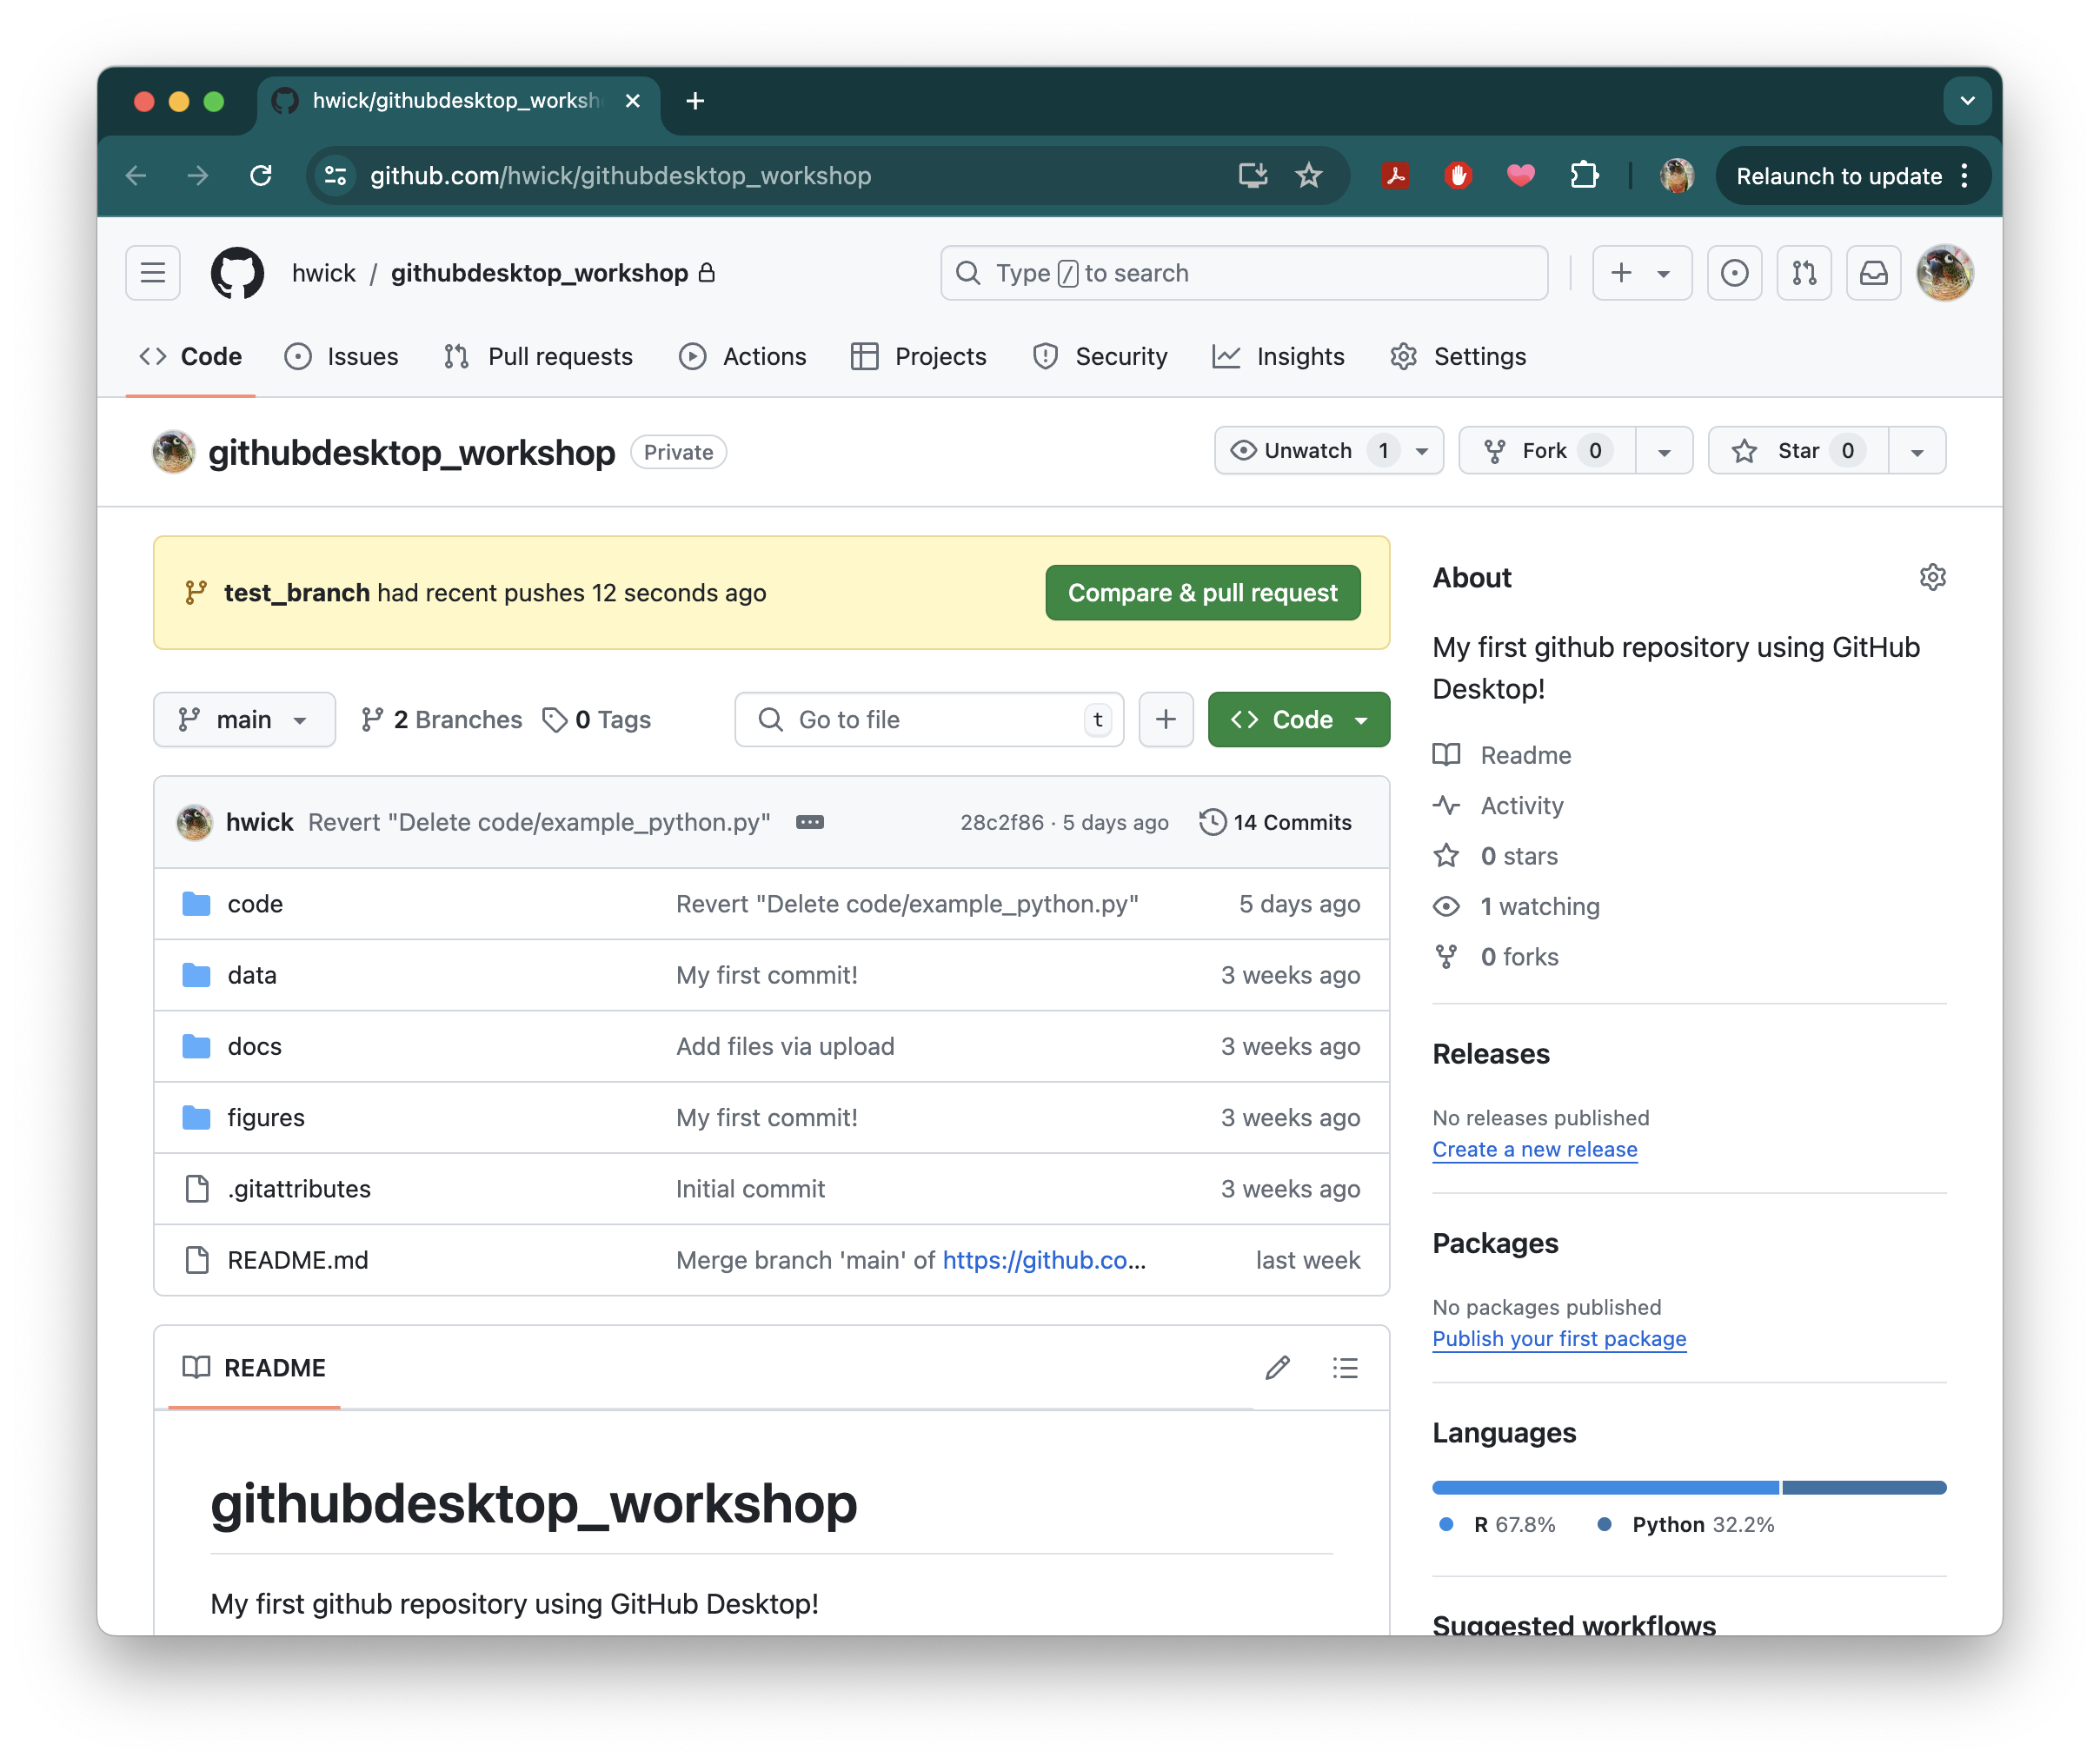 hwick/githubdesktop_worksh
github.com/hwick/githubdesktop_workshop
Relaunch to update
hwick / githubdesktop_workshop
Type / to search
Code
Issues
Pull requests
Actions
Projects
Security
Insights
Settings
githubdesktop_workshop Private
Unwatch 1
Fork 0
Star 0
test_branch had recent pushes 12 seconds ago
Compare & pull request
main
2 Branches
0 Tags
Go to file t
Code
hwick Revert "Delete code/example_python.py"
28c2f86 · 5 days ago
14 Commits
code Revert "Delete code/example_python.py" 5 days ago
data My first commit! 3 weeks ago
docs Add files via upload 3 weeks ago
figures My first commit! 3 weeks ago
.gitattributes Initial commit 3 weeks ago
README.md Merge branch 'main' of https://github.co... last week
README
githubdesktop_workshop
My first github repository using GitHub Desktop!
About
My first github repository using GitHub
Desktop!
Readme
Activity
0 stars
1 watching
0 forks
Releases
No releases published
Create a new release
Packages
No packages published
Publish your first package
Languages
R 67.8% Python 32.2%
Suggested workflows